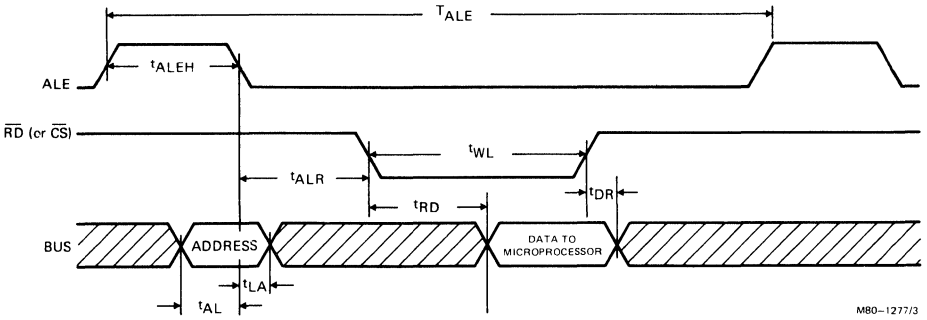 TALE
tALEH
ALE
RD (or CS)
tWL
tALR
tDR
tRD
BUS
ADDRESS
DATA TO
MICROPROCESSOR
tLA
tAL
M80-1277/3